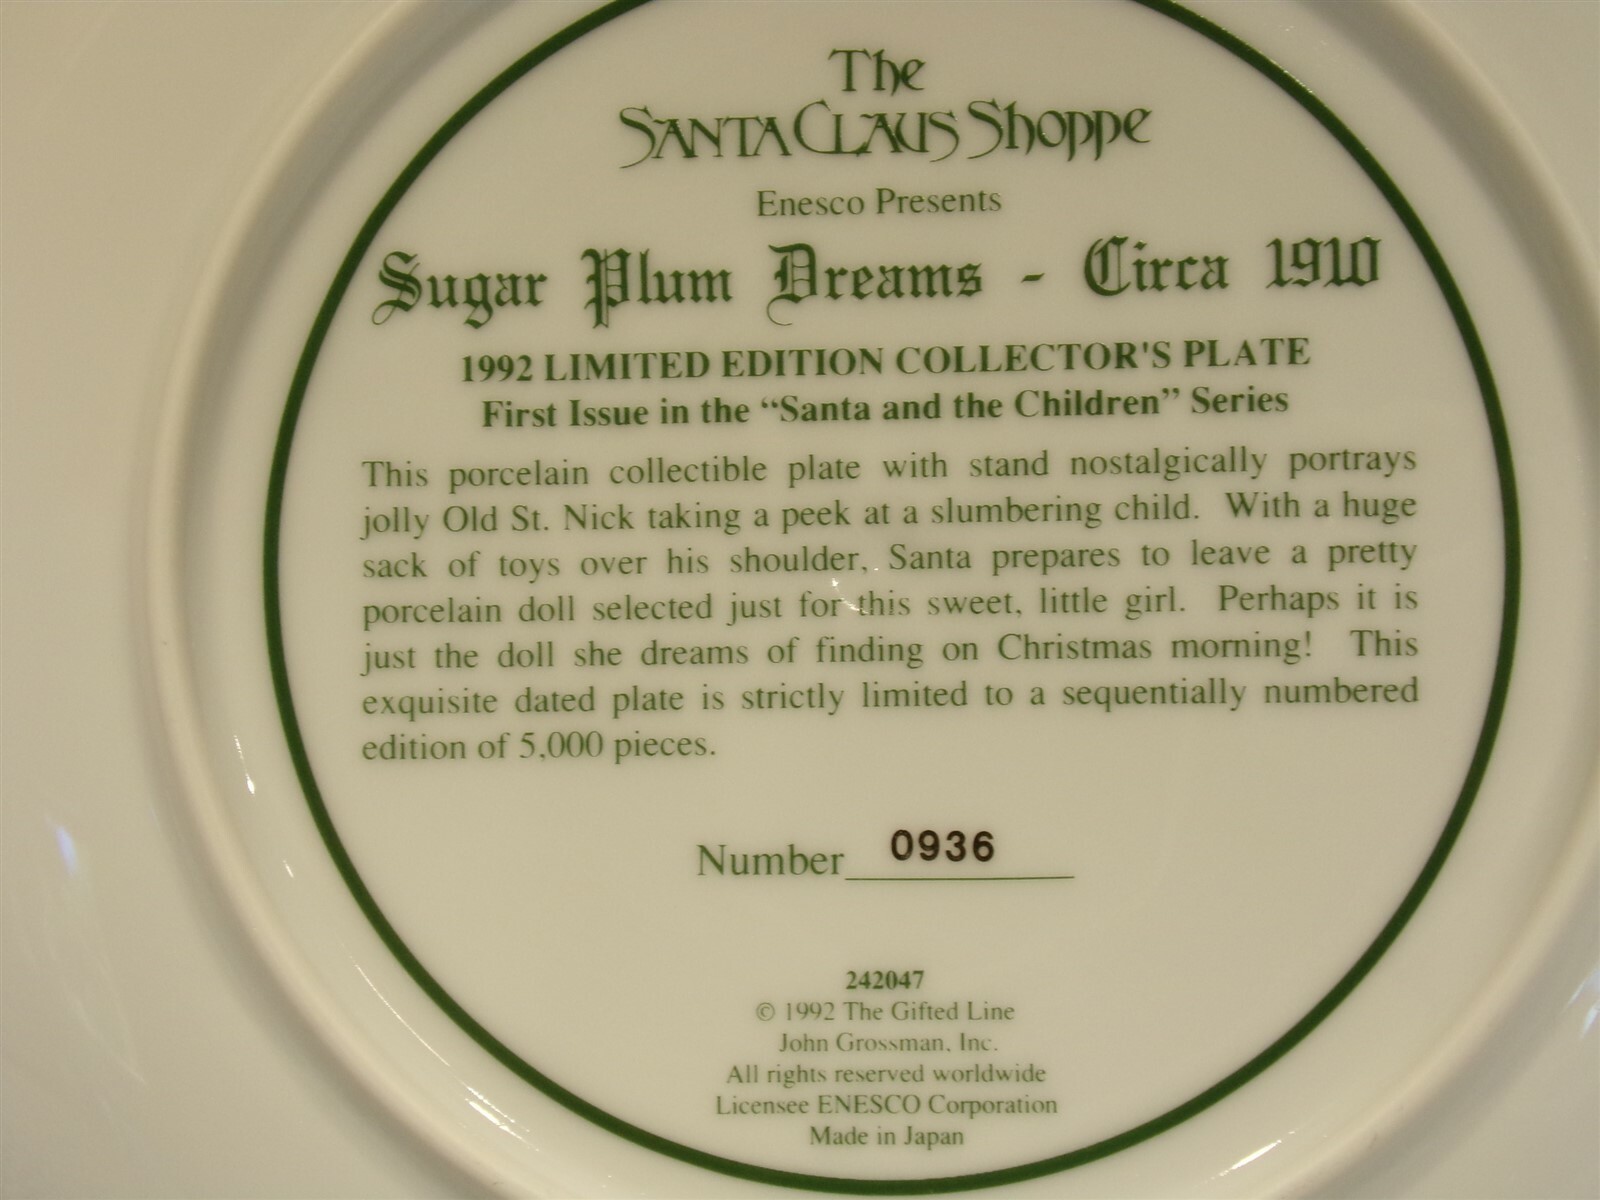 The
Santa Claus Shoppe
Enesco Presents
Sugar Plum Dreams - Circa 1910
1992 LIMITED EDITION COLLECTOR'S PLATE
First Issue in the “Santa and the Children” Series
This porcelain collectible plate with stand nostalgically portrays
jolly Old St. Nick taking a peek at a slumbering child. With a huge
sack of toys over his shoulder, Santa prepares to leave a pretty
porcelain doll selected just for this sweet, little girl. Perhaps it is
just the doll she dreams of finding on Christmas morning! This
exquisite dated plate is strictly limited to a sequentially numbered
edition of 5,000 pieces.
Number 0936
242047
© 1992 The Gifted Line
John Grossman, Inc.
All rights reserved worldwide
Licensee ENESCO Corporation
Made in Japan